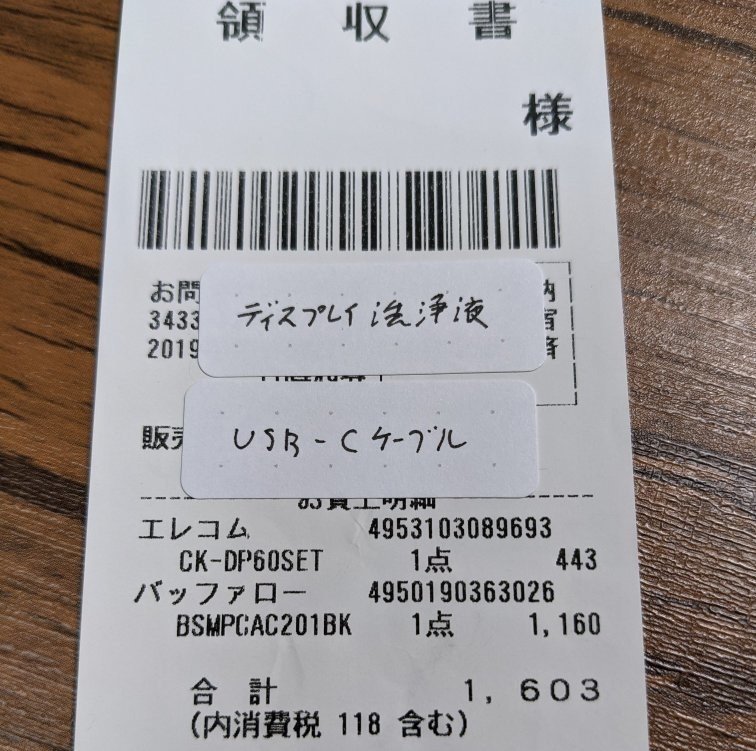 領 収 書
様
お問
納
ディスプレイ洗浄液
3433
宿
2019
済
販売
USB-Cケーブル
お買上明細
エレコム 4953103089693
CK-DP60SET 1点 443
バッファロー 4950190363026
BSMPCAC201BK 1点 1,160
合 計 1,603
(内消費税 118 含む)